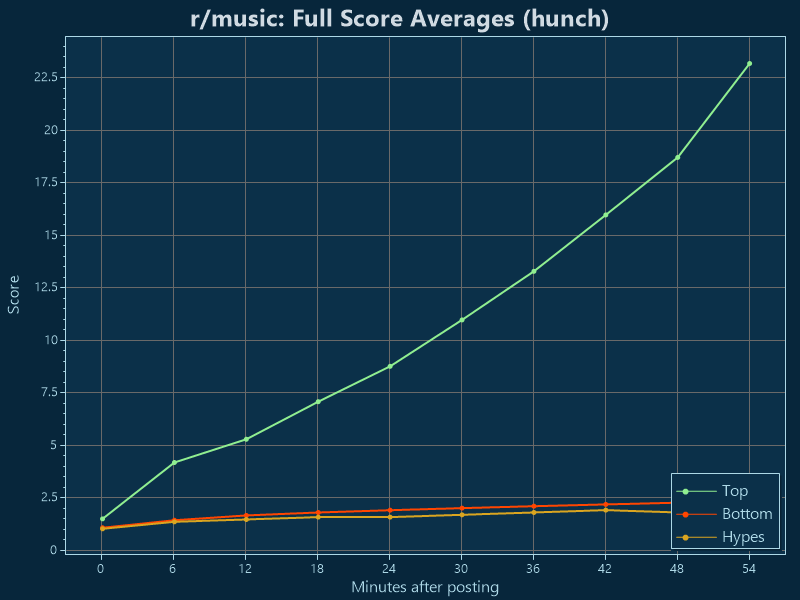 r/music: Full Score Averages (hunch)
22.5
20
17.5
15
12.5
10
7.5
5
2.5
0
Score
0 6 12 18 24 30 36 42 48 54
Minutes after posting
Top
Bottom
Hypes